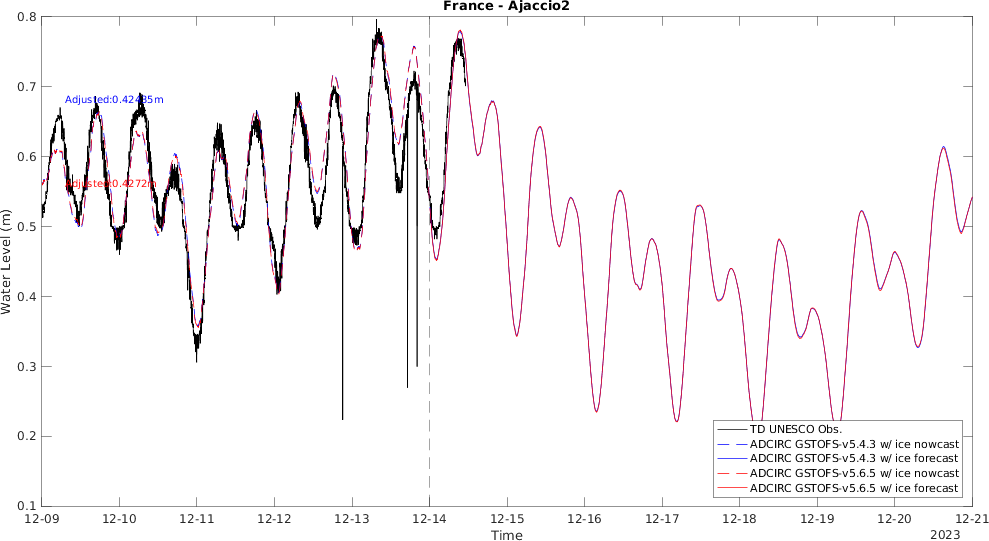 France - Ajaccio2
0.8
0.7
0.6
0.5
0.4
0.3
0.2
0.1
Water Level (m)
Adjusted:0.42435m
Adjusted:0.4272m
TD UNESCO Obs.
ADCIRC GSTOFS-v5.4.3 w/ ice nowcast
ADCIRC GSTOFS-v5.4.3 w/ ice forecast
ADCIRC GSTOFS-v5.6.5 w/ ice nowcast
ADCIRC GSTOFS-v5.6.5 w/ ice forecast
12-09 12-10 12-11 12-12 12-13 12-14 12-15 12-16 12-17 12-18 12-19 12-20 12-21
Time
2023